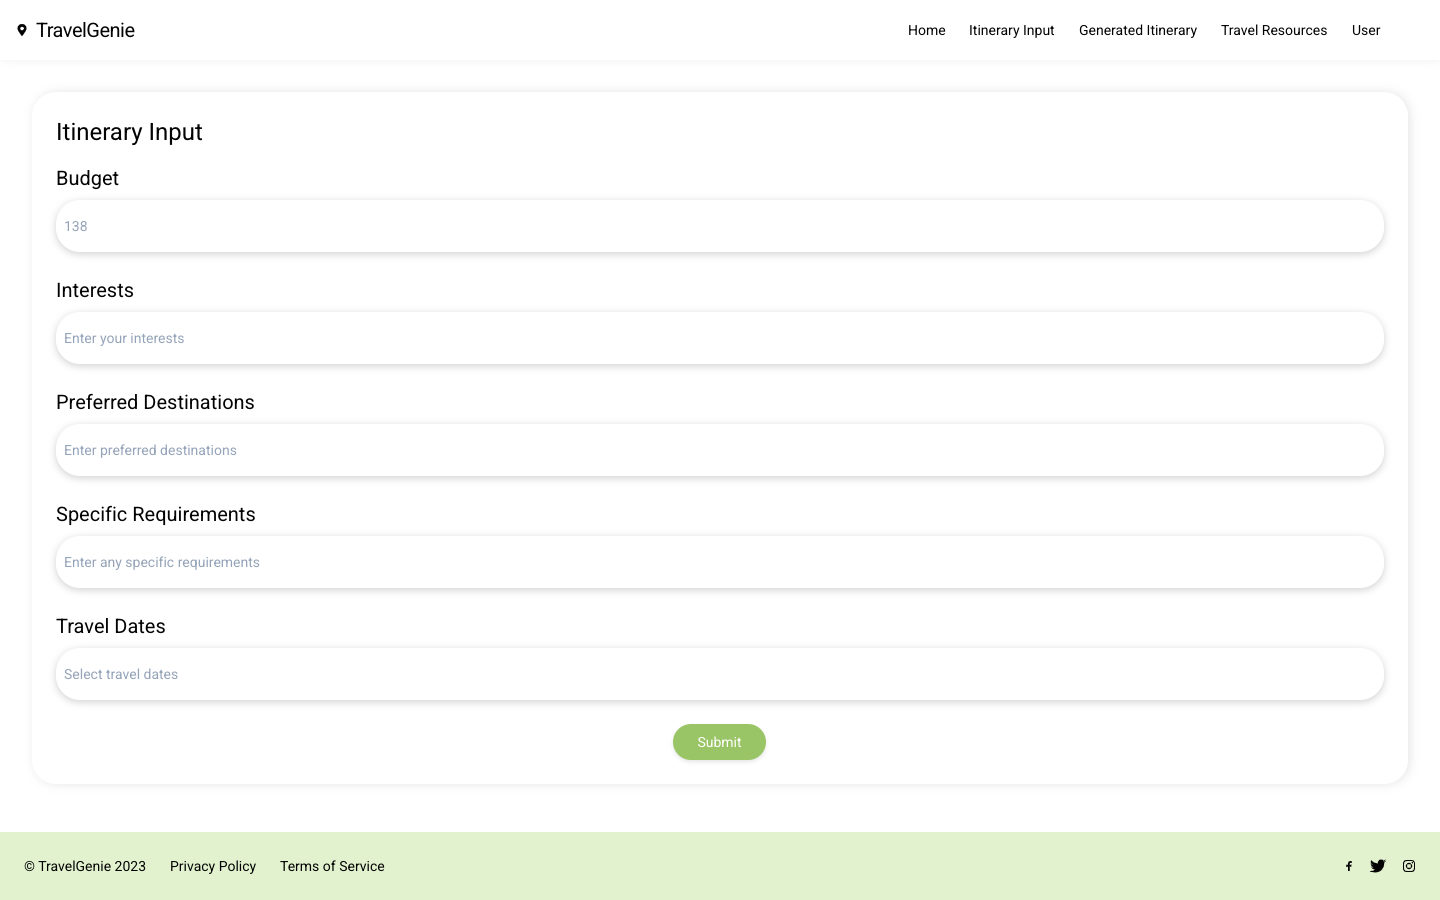 TravelGenie
Home Itinerary Input Generated Itinerary Travel Resources User
Itinerary Input
Budget
138
Interests
Enter your interests
Preferred Destinations
Enter preferred destinations
Specific Requirements
Enter any specific requirements
Travel Dates
Select travel dates
Submit
© TravelGenie 2023 Privacy Policy Terms of Service